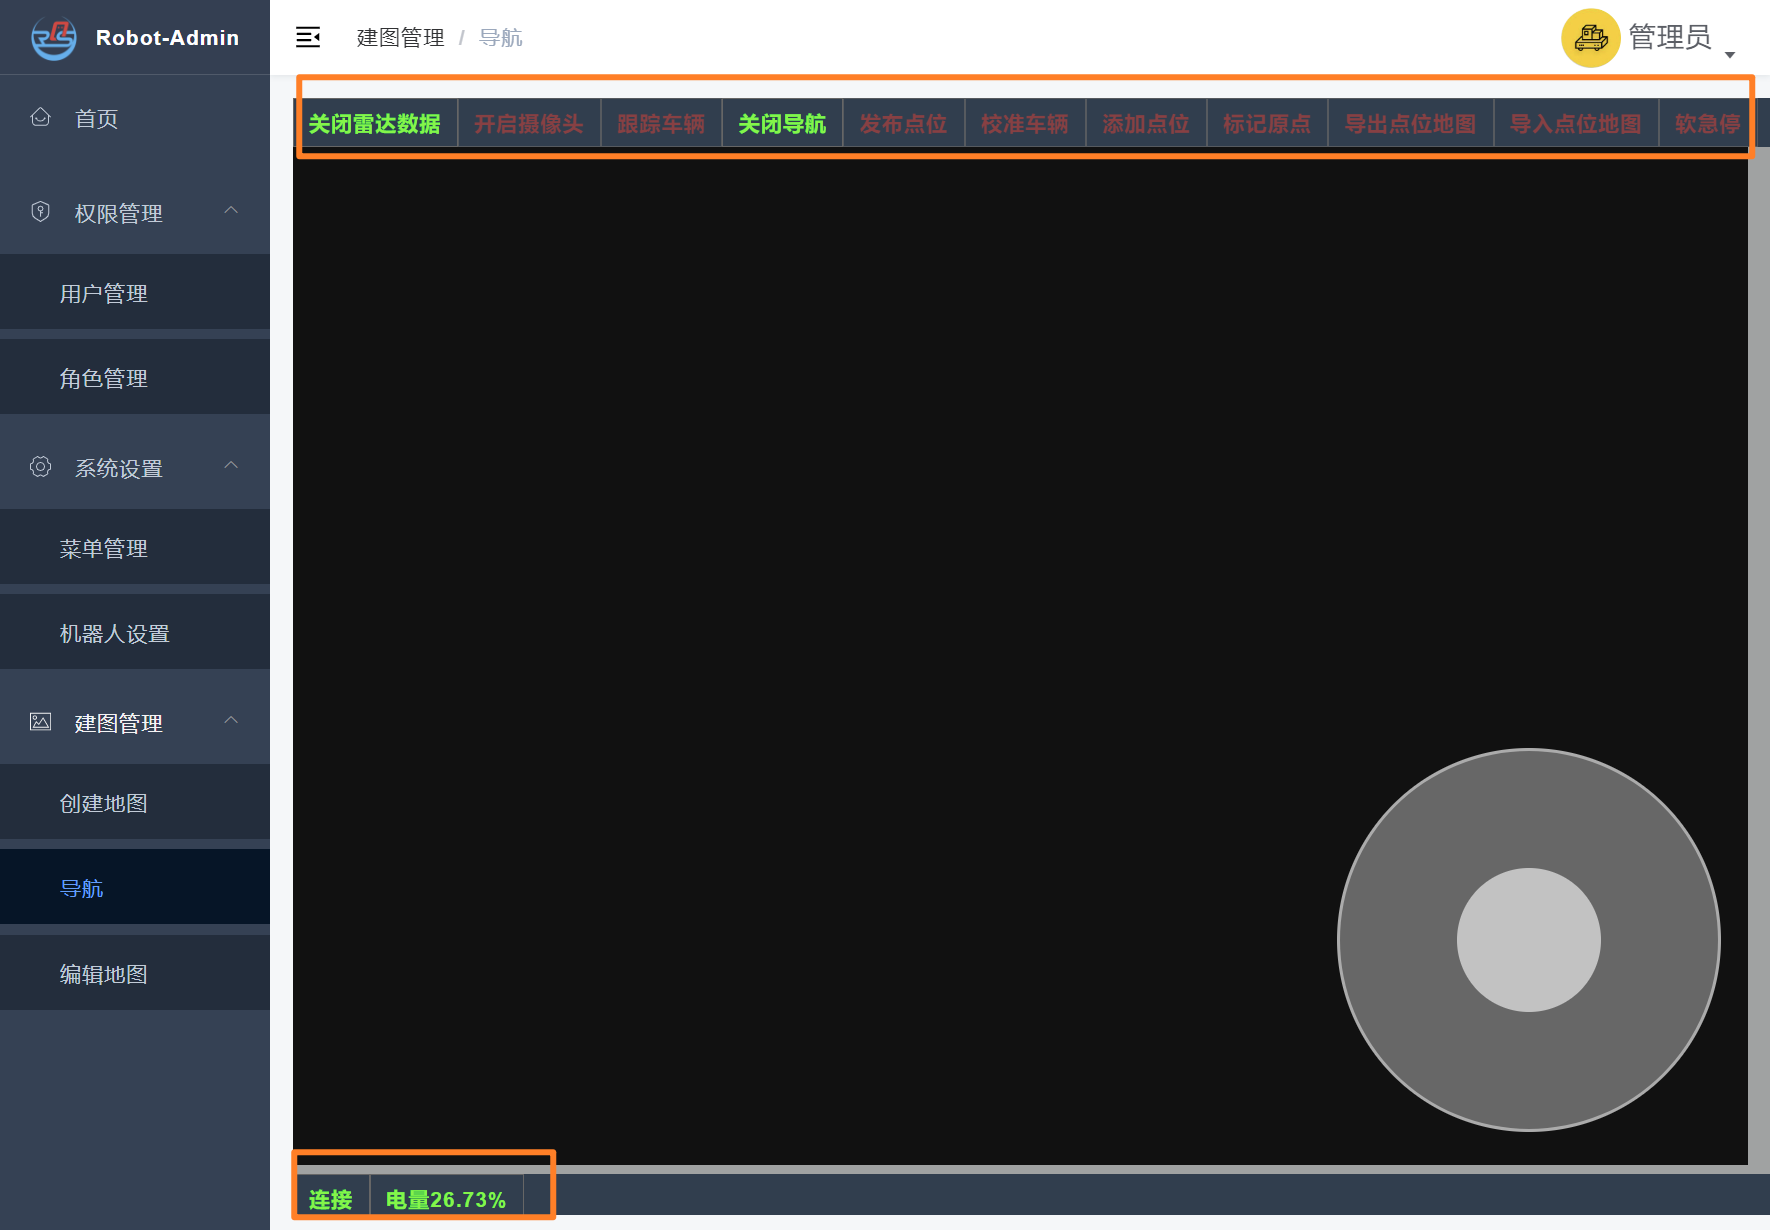 Robot-Admin
建图管理 / 导航
管理员
首页
权限管理
用户管理
角色管理
系统设置
菜单管理
机器人设置
建图管理
创建地图
导航
编辑地图
关闭雷达数据 开启摄像头 跟踪车辆 关闭导航 发布点位 校准车辆 添加点位 标记原点 导出点位地图 导入点位地图 软急停
连接 电量26.73%